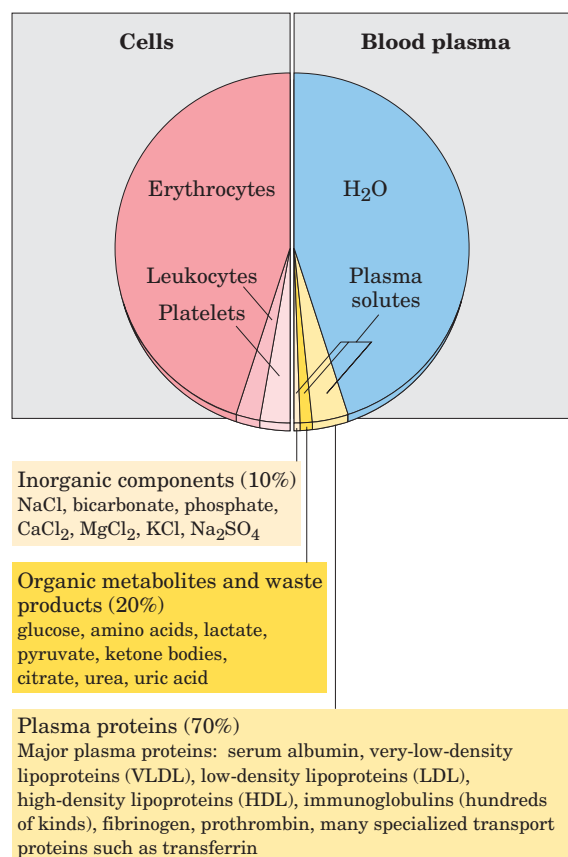 Cells
Blood plasma
Erythrocytes
H₂O
Leukocytes
Platelets
Plasma
solutes
Inorganic components (10%)
NaCl, bicarbonate, phosphate,
CaCl₂, MgCl₂, KCl, Na₂SO₄
Organic metabolites and waste
products (20%)
glucose, amino acids, lactate,
pyruvate, ketone bodies,
citrate, urea, uric acid
Plasma proteins (70%)
Major plasma proteins: serum albumin, very-low-density
lipoproteins (VLDL), low-density lipoproteins (LDL),
high-density lipoproteins (HDL), immunoglobulins (hundreds
of kinds), fibrinogen, prothrombin, many specialized transport
proteins such as transferrin